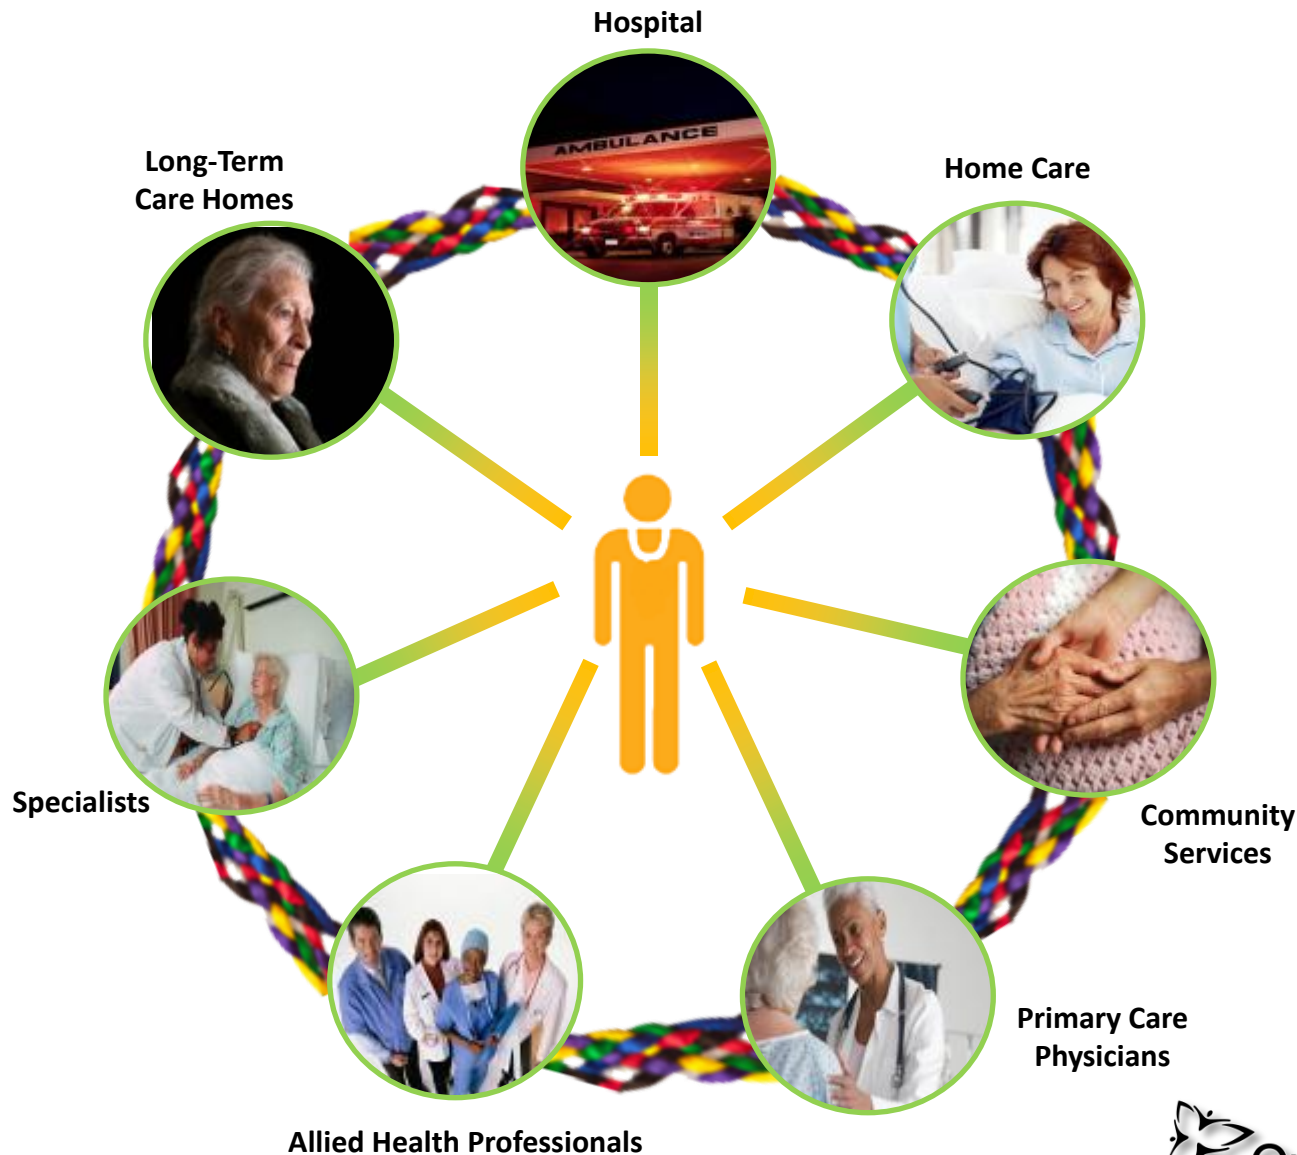 Hospital
Long-Term
Care Homes
Home Care
AMBULANCE
Specialists
Community
Services
Primary Care
Physicians
Allied Health Professionals